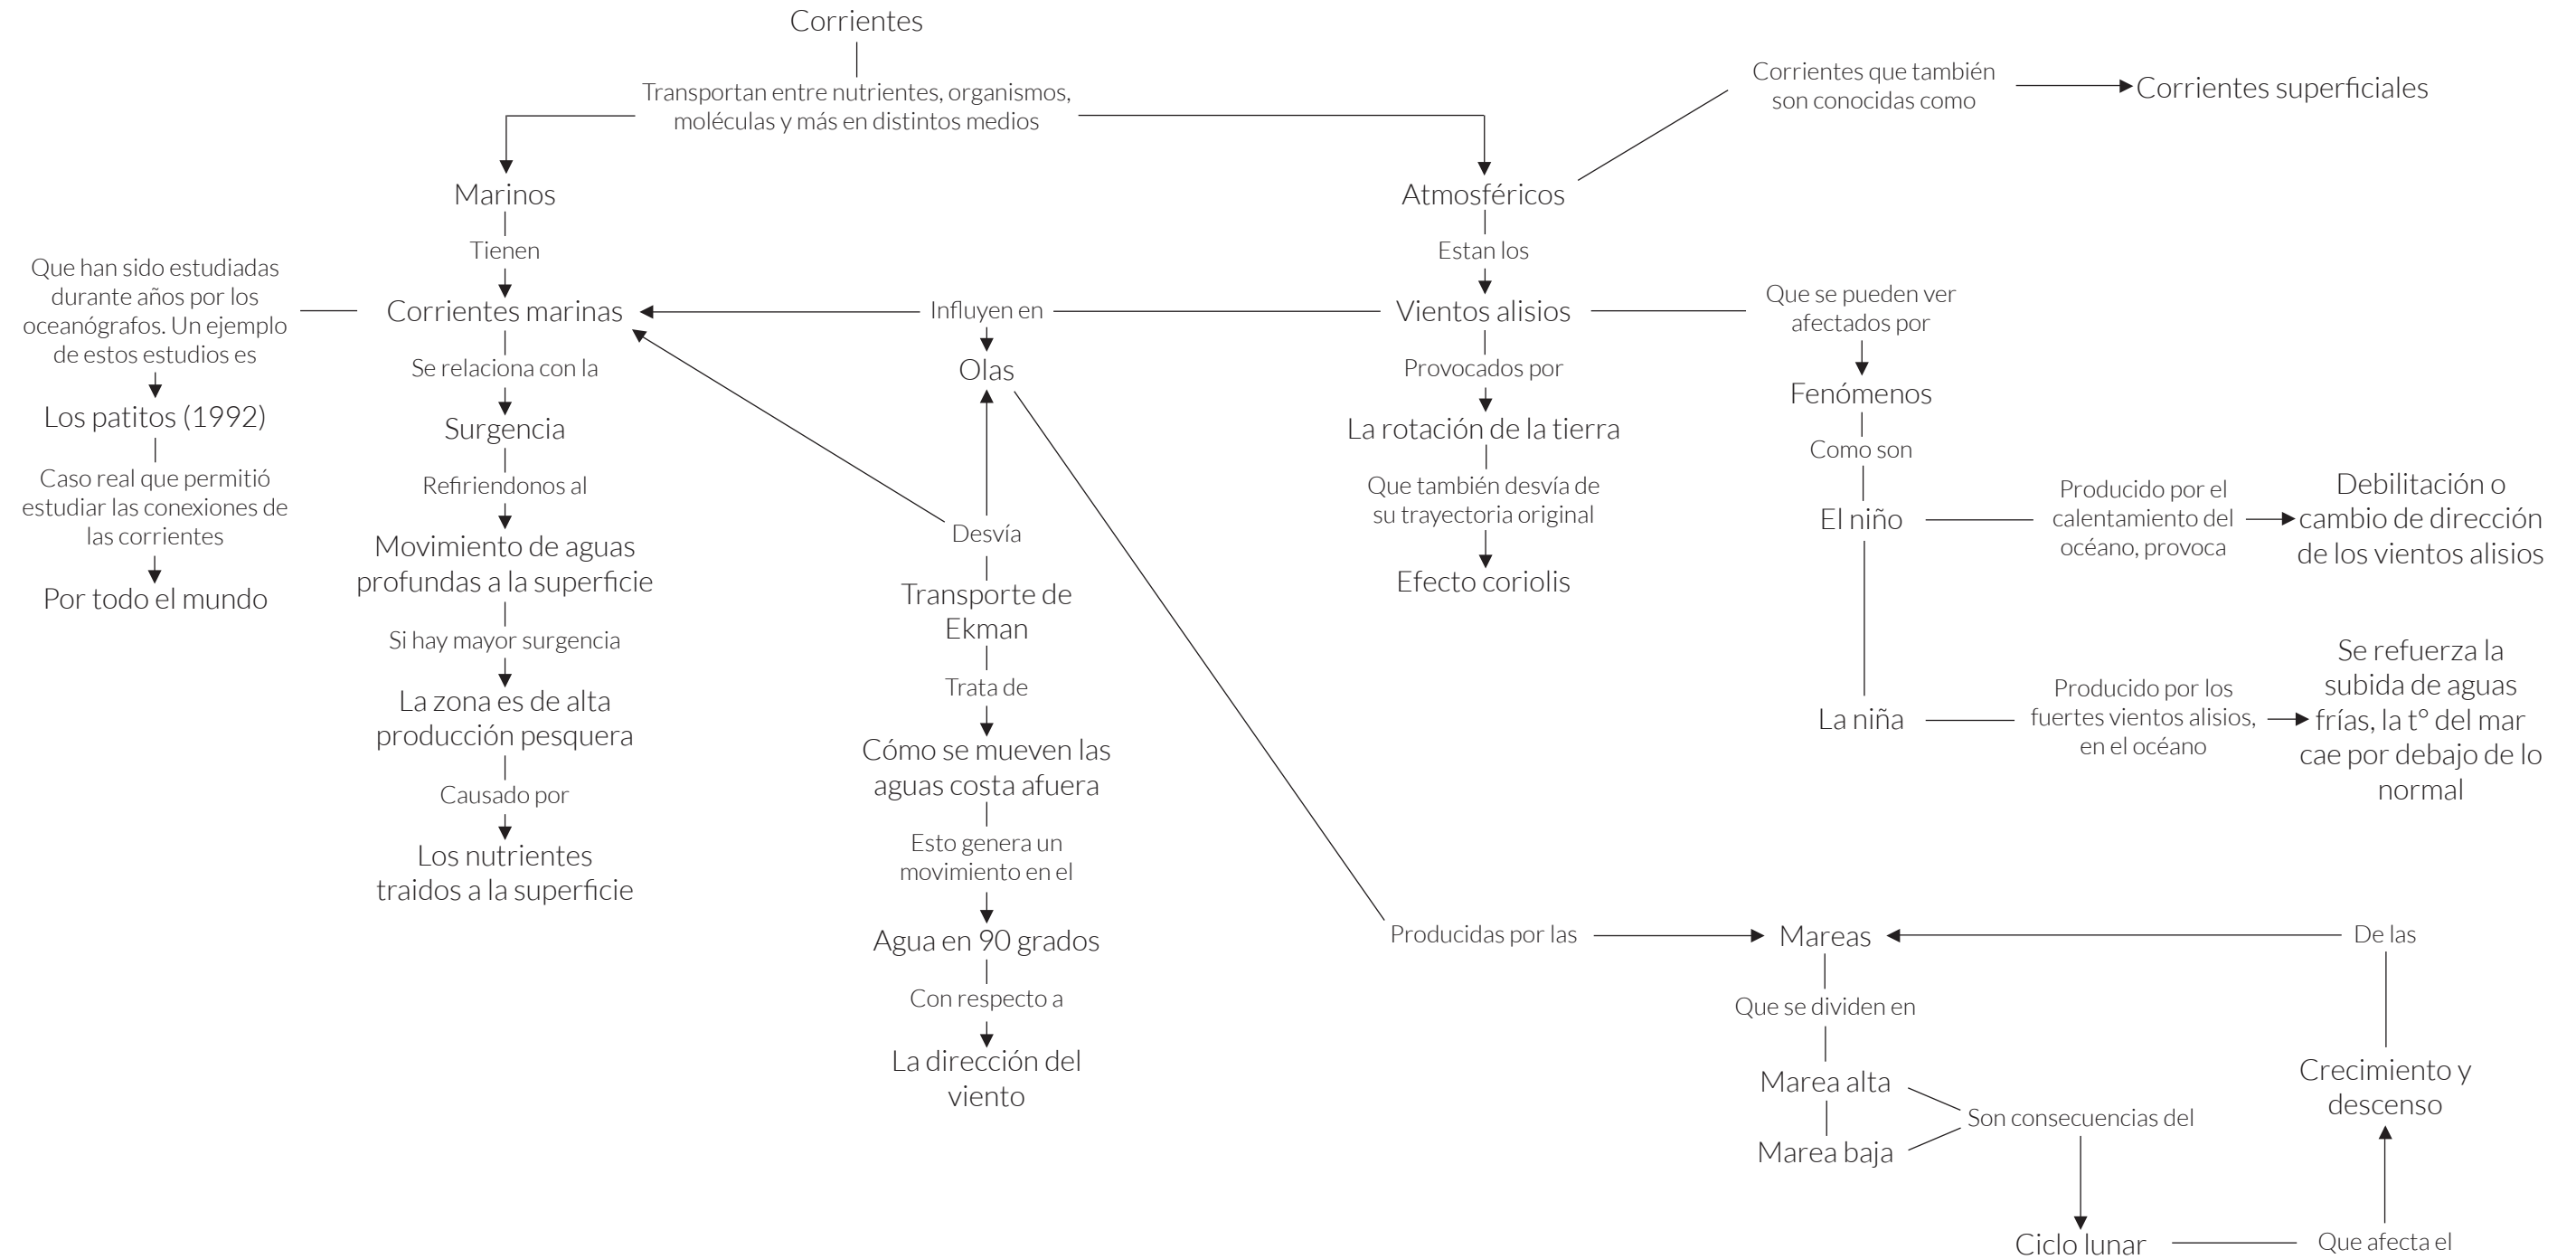 Corrientes
Transportan entre nutrientes, organismos,
moléculas y más en distintos medios
Corrientes que también
son conocidas como
Corrientes superficiales
Marinos
Tienen
Corrientes marinas
Que han sido estudiadas
durante años por los
oceanógrafos. Un ejemplo
de estos estudios es
Los patitos (1992)
Caso real que permitió
estudiar las conexiones de
las corrientes
Por todo el mundo
Se relaciona con la
Surgencia
Refiriendonos al
Movimiento de aguas
profundas a la superficie
Si hay mayor surgencia
La zona es de alta
producción pesquera
Causado por
Los nutrientes
traidos a la superficie
Influyen en
Olas
Desvía
Transporte de
Ekman
Trata de
Cómo se mueven las
aguas costa afuera
Esto genera un
movimiento en el
Agua en 90 grados
Con respecto a
La dirección del
viento
Atmosféricos
Estan los
Vientos alisios
Provocados por
La rotación de la tierra
Que también desvía de
su trayectoria original
Efecto coriolis
Que se pueden ver
afectados por
Fenómenos
Como son
El niño
Producido por el
calentamiento del
océano, provoca
Debilitación o
cambio de dirección
de los vientos alisios
La niña
Producido por los
fuertes vientos alisios,
en el océano
Se refuerza la
subida de aguas
frías, la t° del mar
cae por debajo de lo
normal
Producidas por las
Mareas
De las
Que se dividen en
Marea alta
Marea baja
Son consecuencias del
Ciclo lunar
Que afecta el
Crecimiento y
descenso